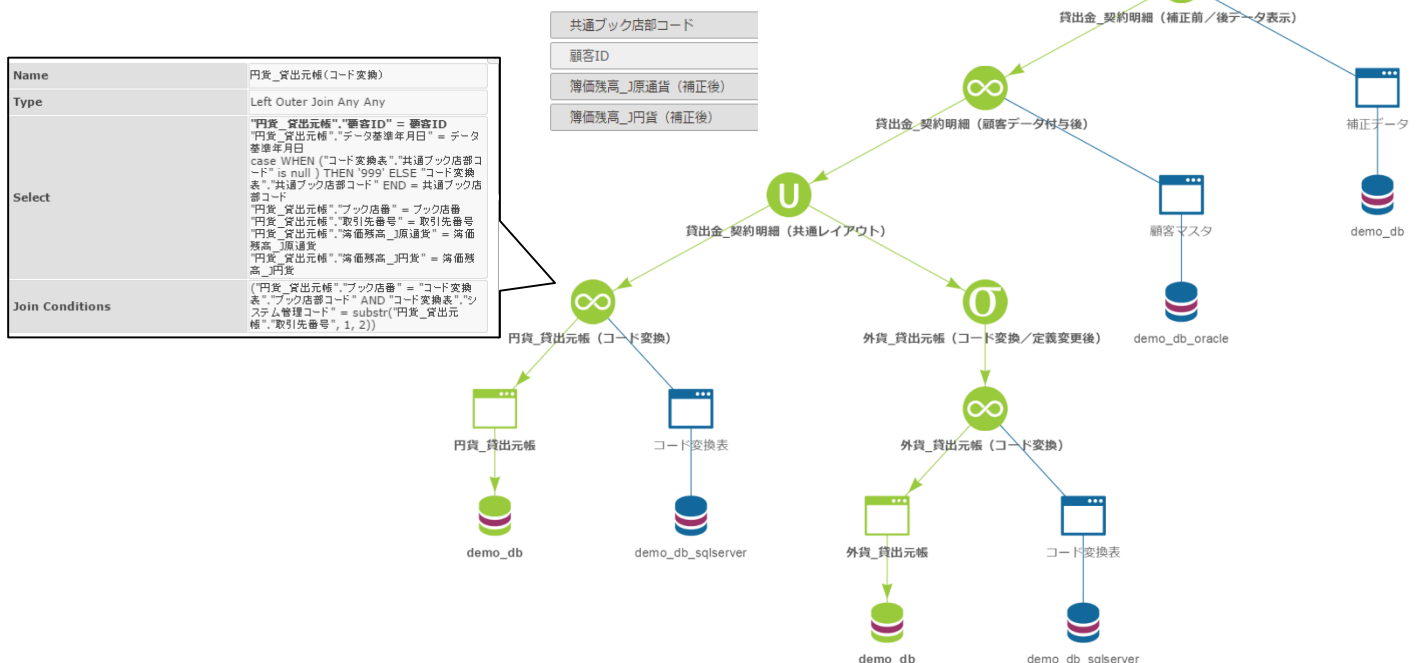 共通ブック店部コード
顧客ID
簿価残高_J原通貨（補正後）
簿価残高_J円貨（補正後）
Name
円貨_貸出元帳（コード変換）
Type
Left Outer Join Any Any
Select
"円貨_貸出元帳"."顧客ID" = 顧客ID
"円貨_貸出元帳"."データ基準年月日" = データ
基準年月日
case WHEN ("コード変換表"."共通ブック店部コ
ード" is null ) THEN '999' ELSE "コード変換
表"."共通ブック店部コード" END = 共通ブック店
部コード
"円貨_貸出元帳"."ブック店番" = ブック店番
"円貨_貸出元帳"."取引先番号" = 取引先番号
"円貨_貸出元帳"."簿価残高_J原通貨" = 簿価
残高_J原通貨
"円貨_貸出元帳"."簿価残高_J円貨" = 簿価残
高_J円貨
Join Conditions
("円貨_貸出元帳"."ブック店番" = "コード変換
表"."ブック店部コード" AND "コード変換表"."シ
ステム管理コード" = substr("円貨_貸出元
帳"."取引先番号", 1, 2))
貸出金_契約明細（補正前／後データ表示）
貸出金_契約明細（顧客データ付与後）
補正データ
demo_db
U
貸出金_契約明細（共通レイアウト）
顧客マスタ
demo_db_oracle
円貨_貸出元帳（コード変換）
σ
外貨_貸出元帳（コード変換／定義変更後）
円貨_貸出元帳
コード変換表
外貨_貸出元帳（コード変換）
demo_db
demo_db_sqlserver
外貨_貸出元帳
コード変換表
demo_db
demo_db_sqlserver